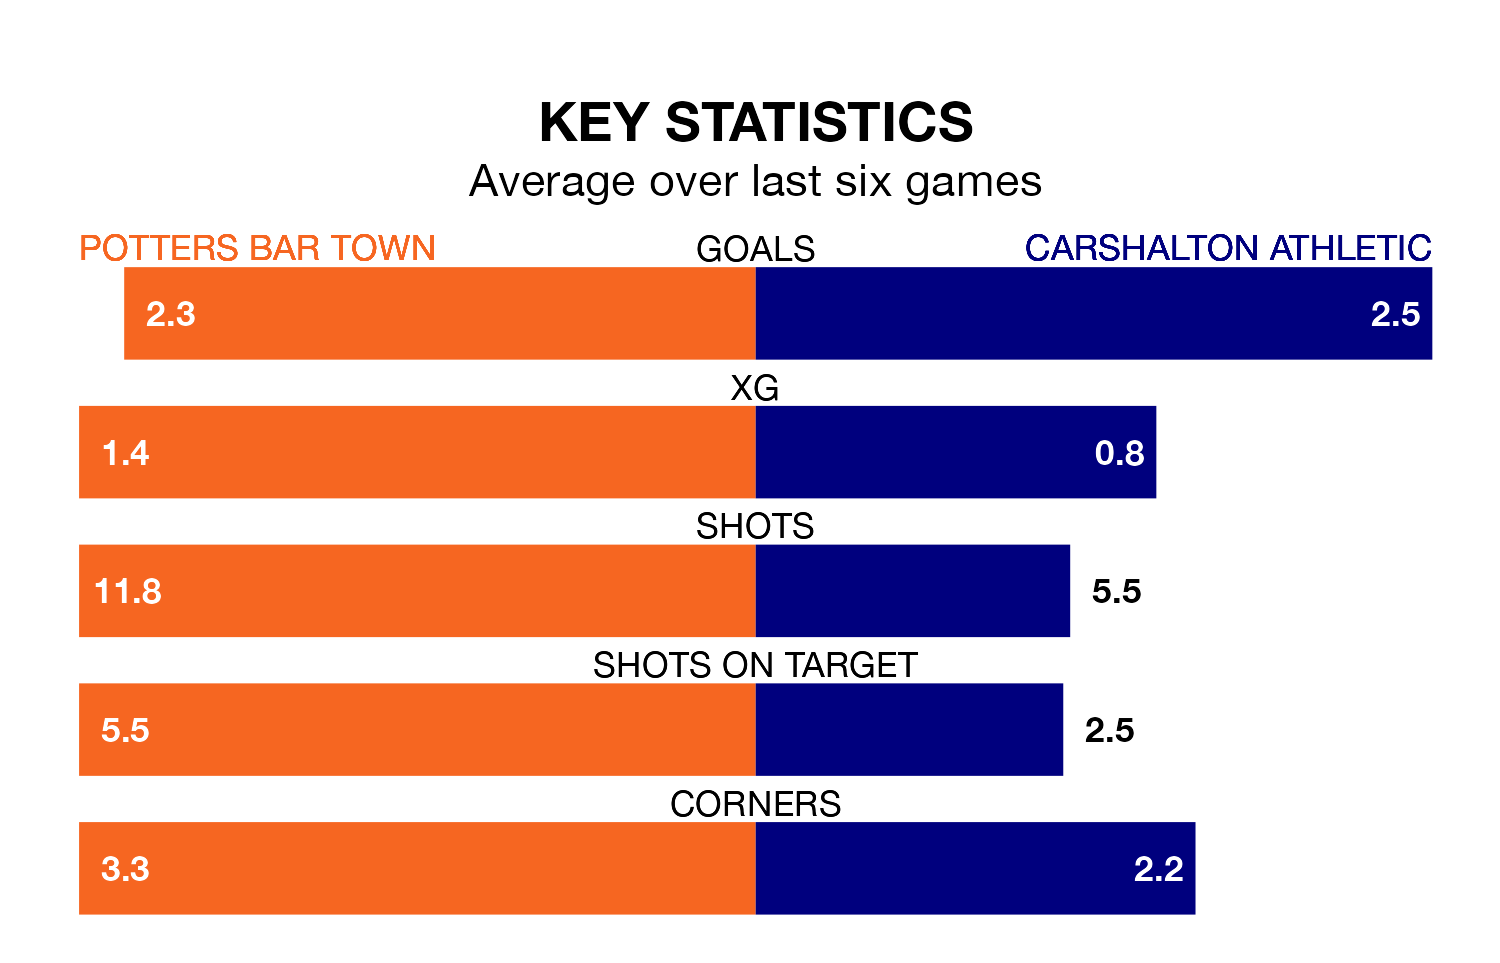 KEY STATISTICS
Average over last six games
POTTERS BAR TOWN GOALS CARSHALTON ATHLETIC
2.3 2.5
XG
1.4 0.8
SHOTS
11.8 5.5
SHOTS ON TARGET
5.5 2.5
CORNERS
3.3 2.2